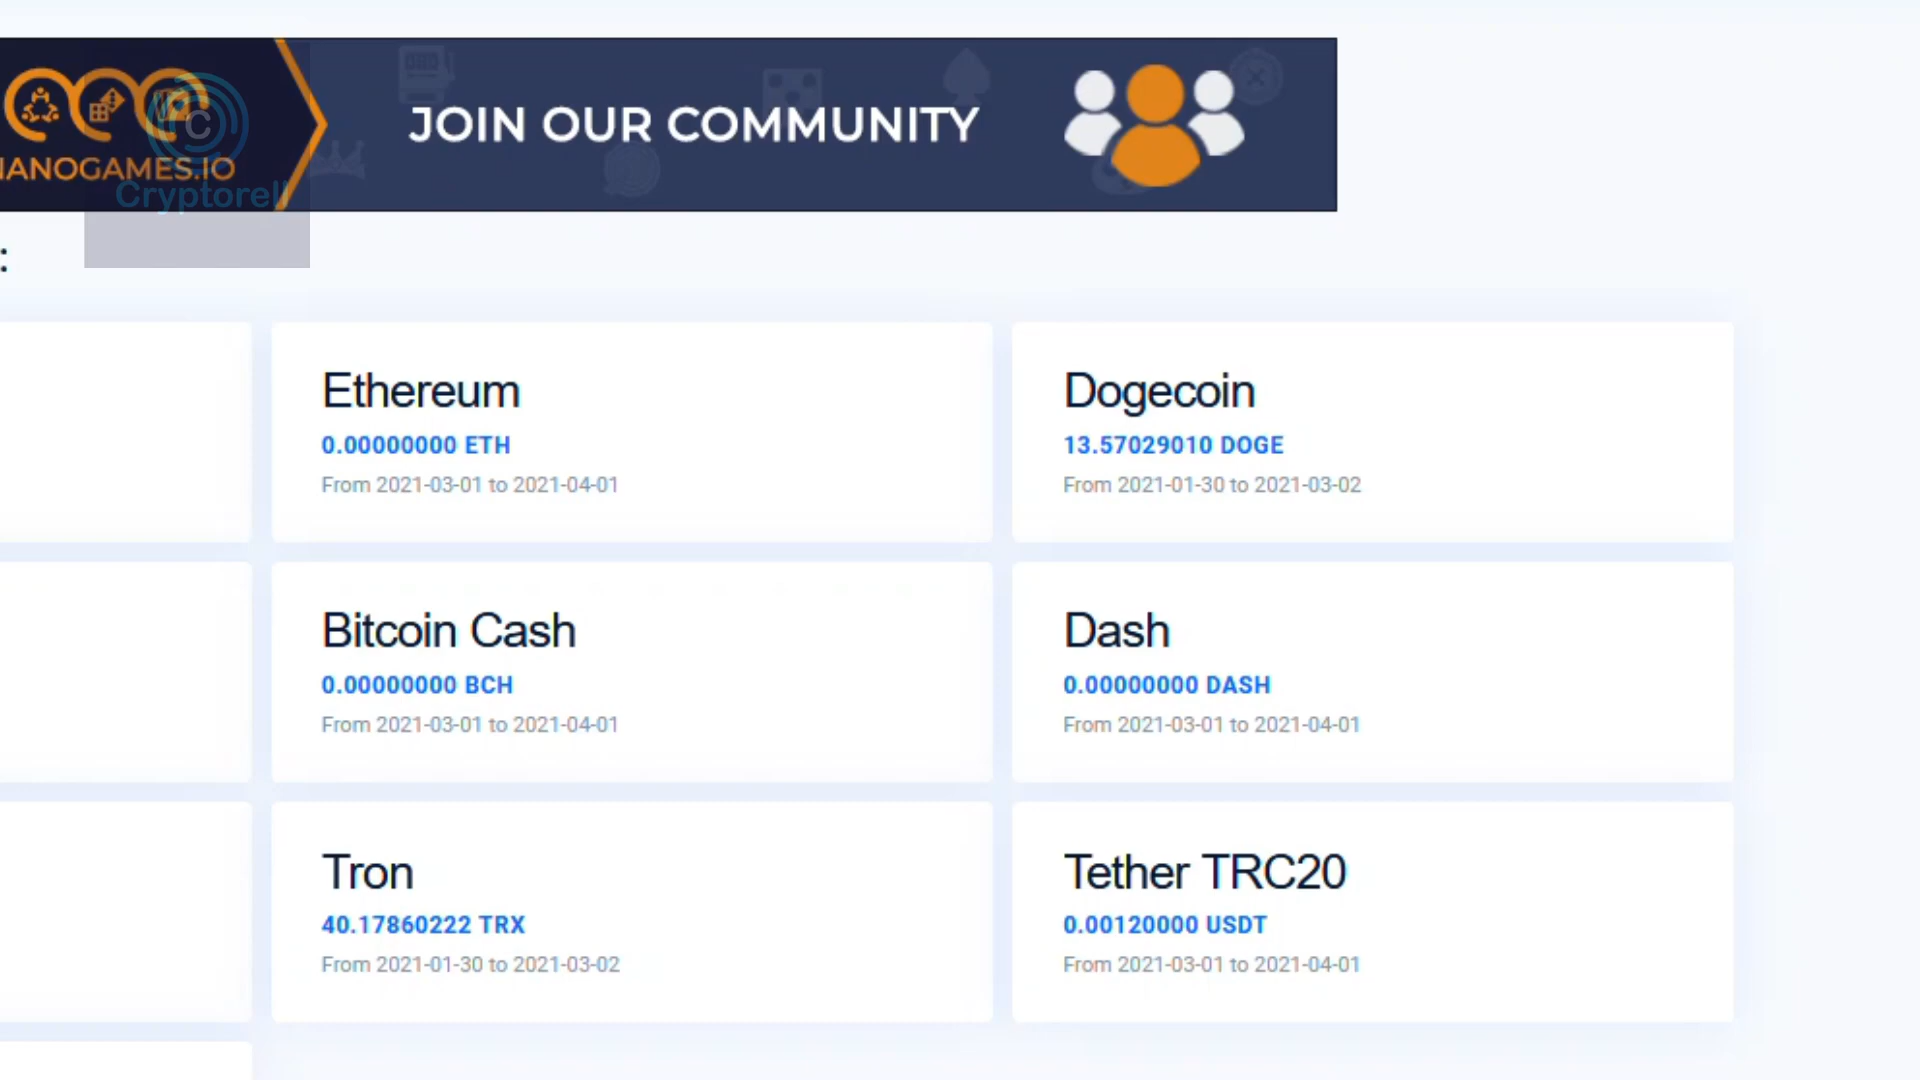 JOIN OUR COMMUNITY
NANOGAMES.IO
Cryptorell
:
Ethereum
0.00000000 ETH
From 2021-03-01 to 2021-04-01
Dogecoin
13.57029010 DOGE
From 2021-01-30 to 2021-03-02
Bitcoin Cash
0.00000000 BCH
From 2021-03-01 to 2021-04-01
Dash
0.00000000 DASH
From 2021-03-01 to 2021-04-01
Tron
40.17860222 TRX
From 2021-01-30 to 2021-03-02
Tether TRC20
0.00120000 USDT
From 2021-03-01 to 2021-04-01